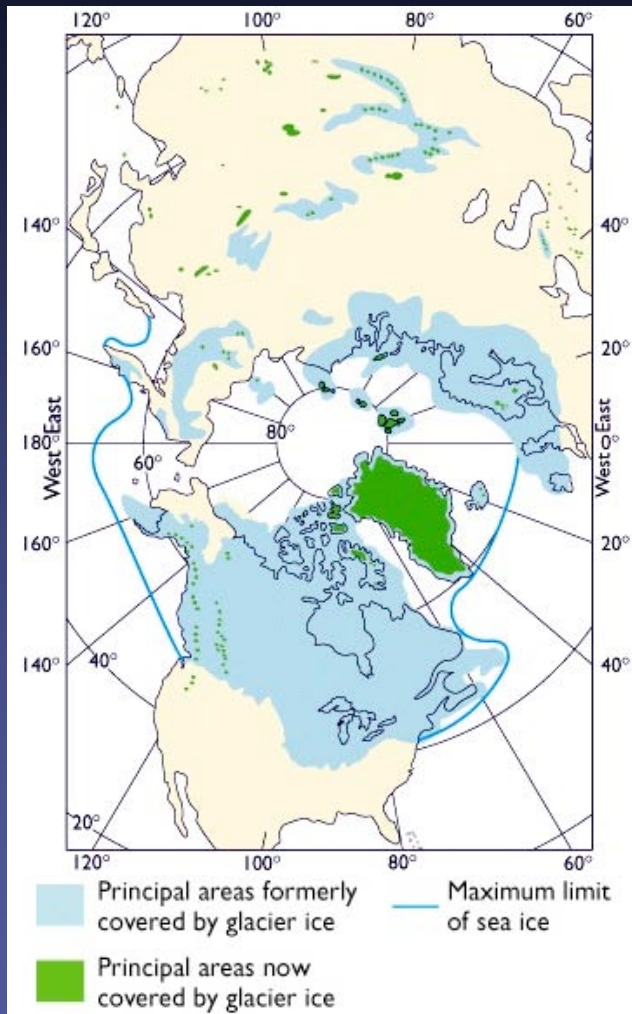 120°
100°
80°
60°
140°
40°
160°
20°
180°
West East
80°
60°
West East
0°
160°
20°
140°
40°
40°
20°
120°
100°
80°
60°
Principal areas formerly
covered by glacier ice
Maximum limit
of sea ice
Principal areas now
covered by glacier ice